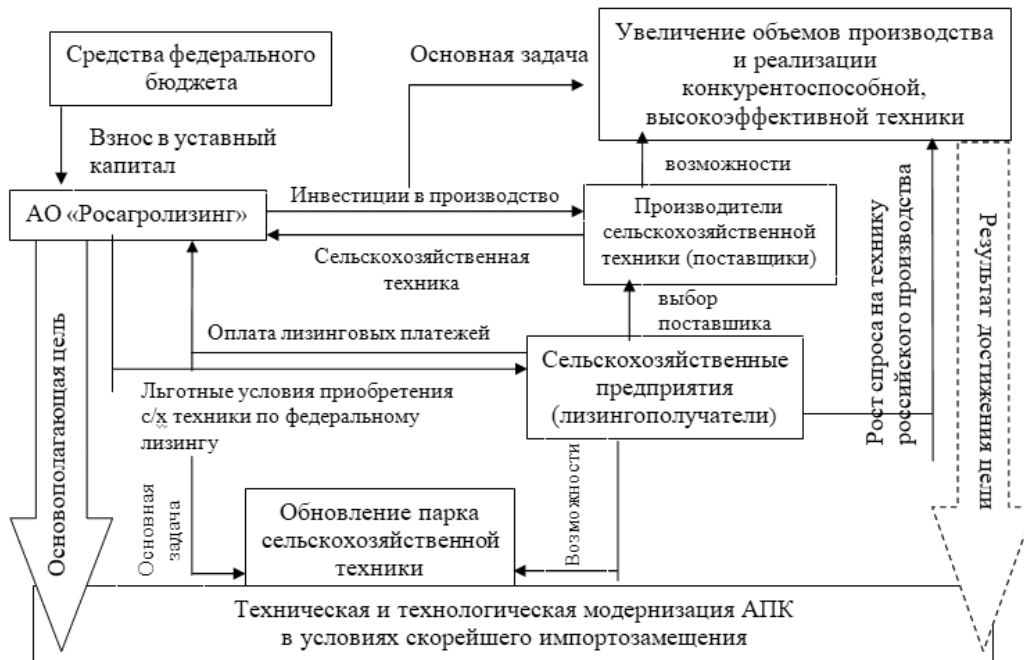 Средства федерального
бюджета
Основная задача
Увеличение объемов производства
и реализации
конкурентоспособной,
высокоэффективной техники
Взнос в уставный
капитал
возможности
АО «Росагролизинг»
Инвестиции в производство
Производители
сельскохозяйственной
техники (поставщики)
Сельскохозяйственная
техника
выбор
поставшика
Оплата лизинговых платежей
Сельскохозяйственные
предприятия
(лизингополучатели)
Льготные условия приобретения
с/х техники по федеральному
лизингу
Рост спроса на технику
российского производства
Результат достижения цели
Основополагающая цель
Основная
задача
Обновление парка
сельскохозяйственной
техники
Возможности
Техническая и технологическая модернизация АПК
в условиях скорейшего импортозамещения